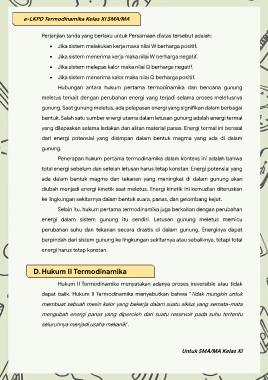 e-LKPD Termodinamika Kelas XI SMA/MA
Perjanjian tanda yang berlaku untuk Persamaan diatas tersebut adalah:
• Jika sistem melakukan kerja maka nilai W berharga positif.
• Jika sistem menerima kerja maka nilai W berharga negatif.
• Jika sistem melepas kalor maka nilai Q berharga negatif.
• Jika sistem menerima kalor maka nilai Q berharga positif.
Hubungan antara hukum pertama termodinamika dan bencana gunung
meletus terkait dengan perubahan energi yang terjadi selama proses meletusnya
gunung. Saat gunung meletus, ada pelepasan energi yang signifikan dalam berbagai
bentuk. Salah satu sumber energi utama dalam letusan gunung adalah energi termal
yang dilepaskan selama ledakan dan aliran material panas. Energi termal ini berasal
dari energi potensial yang disimpan dalam bentuk magma yang ada di dalam
gunung.
Penerapan hukum pertama termodinamika dalam konteks ini adalah bahwa
total energi sebelum dan setelah letusan harus tetap konstan. Energi potensial yang
ada dalam bentuk magma dan tekanan yang meningkat di dalam gunung akan
diubah menjadi energi kinetik saat meletus. Energi kinetik ini kemudian diteruskan
ke lingkungan sekitarnya dalam bentuk suara, panas, dan gelombang kejut.
Selain itu, hukum pertama termodinamika juga berkaitan dengan perubahan
energi dalam sistem gunung itu sendiri. Letusan gunung meletus memicu
perubahan suhu dan tekanan secara drastis di dalam gunung. Energinya dapat
berpindah dari sistem gunung ke lingkungan sekitarnya atau sebaliknya, tetapi total
energi harus tetap konstan.
D. Hukum II Termodinamika
Hukum II Termodinamika menyatakan adanya proses ireversible atau tidak
dapat balik. Hukum II Termodinamika menyebutkan bahwa "Tidak mungkin untuk
membuat sebuah mesin kalor yang bekerja dalam suatu siklus yang semata-mata
mengubah energi panas yang diperoleh dari suatu reservoir pada suhu tertentu
seluruhnya menjadi usaha mekanik".
Untuk SMA/MA Kelas XI